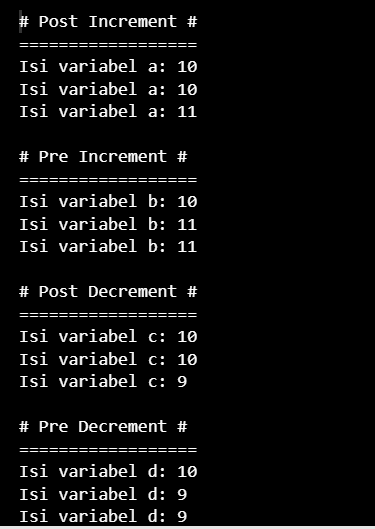 # Post Increment #
==================
Isi variabel a: 10
Isi variabel a: 10
Isi variabel a: 11
# Pre Increment #
==================
Isi variabel b: 10
Isi variabel b: 11
Isi variabel b: 11
# Post Decrement #
==================
Isi variabel c: 10
Isi variabel c: 10
Isi variabel c: 9
# Pre Decrement #
==================
Isi variabel d: 10
Isi variabel d: 9
Isi variabel d: 9